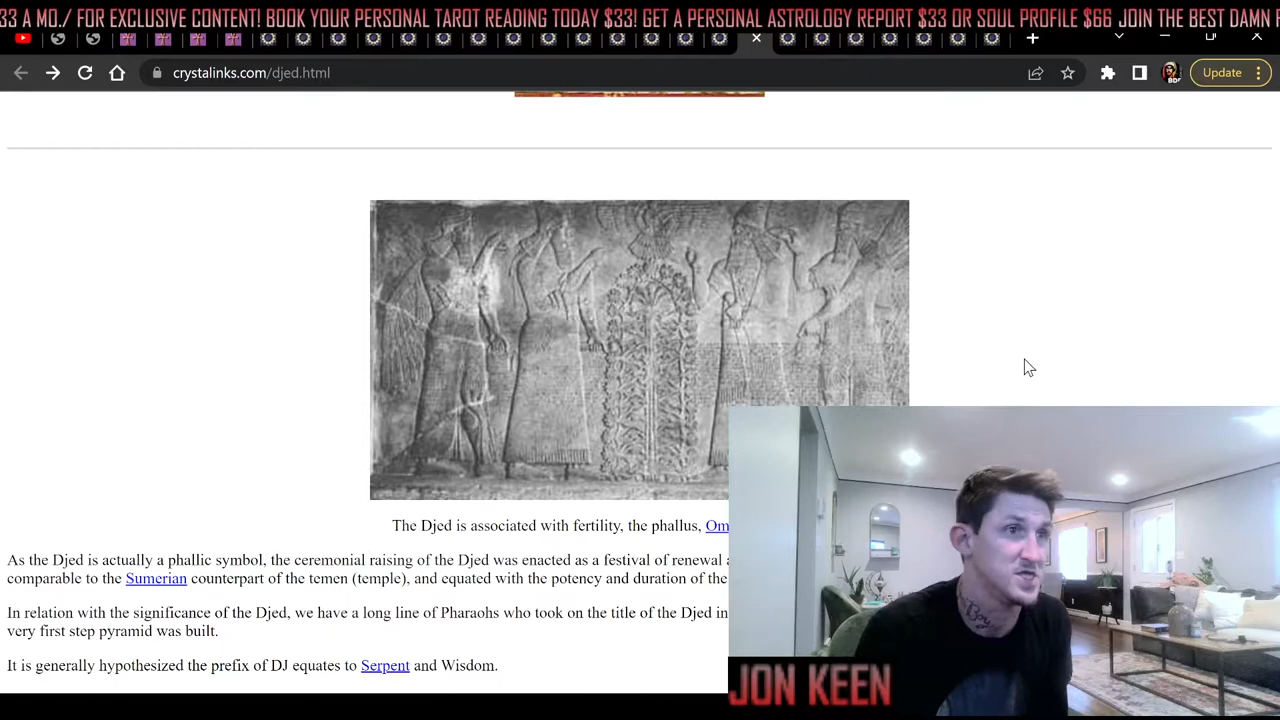 33 A MO./ FOR EXCLUSIVE CONTENT! BOOK YOUR PERSONAL TAROT READING TODAY $33! GET A PERSONAL ASTROLOGY REPORT $33 OR SOUL PROFILE $66 JOIN THE BEST DAMN
crystalinks.com/djed.html
Update
The Djed is associated with fertility, the phallus, Om
As the Djed is actually a phallic symbol, the ceremonial raising of the Djed was enacted as a festival of renewal
comparable to the Sumerian counterpart of the temen (temple), and equated with the potency and duration of the
In relation with the significance of the Djed, we have a long line of Pharaohs who took on the title of the Djed in
very first step pyramid was built.
It is generally hypothesized the prefix of DJ equates to Serpent and Wisdom.
JON KEEN